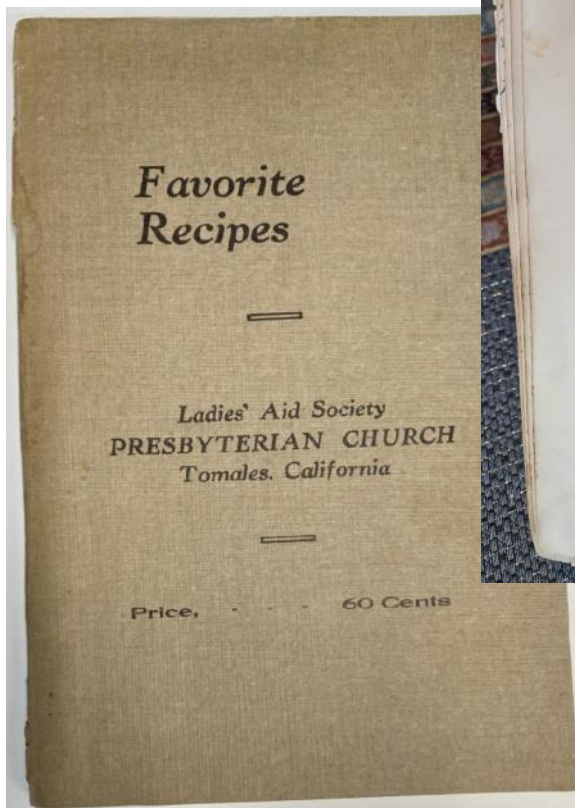 Favorite
Recipes
Ladies' Aid Society
PRESBYTERIAN CHURCH
Tomales, California
Price, - - - 60 Cents